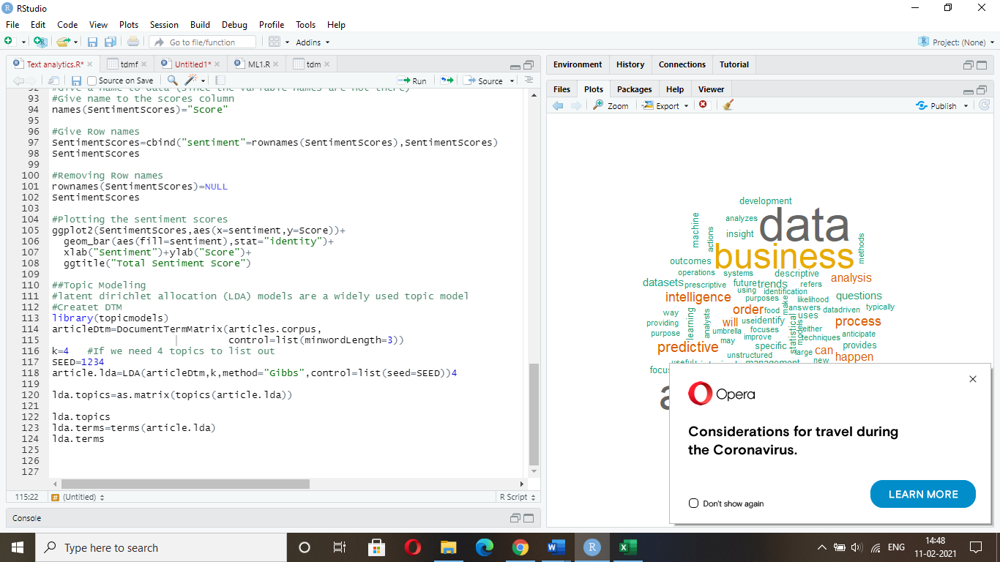 RStudio
File Edit Code View Plots Session Build Debug Profile Tools Help
Go to file/function Addins Project: (None)
Text analytics.R* tdmf Untitled1* ML1.R tdm
Source on Save Run Source
92 #Give a name to data (since the variable names are not there)
93 #Give name to the scores column
94 names(SentimentScores)="Score"
95
96 #Give Row names
97 SentimentScores=cbind("sentiment"=rownames(SentimentScores),SentimentScores)
98 SentimentScores
99
100 #Removing Row names
101 rownames(SentimentScores)=NULL
102 SentimentScores
103
104 #Plotting the sentiment scores
105 ggplot2(SentimentScores,aes(x=sentiment,y=Score))+
106 geom_bar(aes(fill=sentiment),stat="identity")+
107 xlab("Sentiment")+ylab("Score")+
108 ggtitle("Total Sentiment Score")
109
110 ##Topic Modeling
111 #latent dirichlet allocation (LDA) models are a widely used topic model
112 #Createt DTM
113 library(topicmodels)
114 articleDtm=DocumentTermMatrix(articles.corpus,
115 control=list(minwordLength=3))
116 k=4 #If we need 4 topics to list out
117 SEED=1234
118 article.lda=LDA(articleDtm,k,method="Gibbs",control=list(seed=SEED))4
119
120 lda.topics=as.matrix(topics(article.lda))
121
122 lda.topics
123 lda.terms=terms(article.lda)
124 lda.terms
125
126
127
115:22 # (Untitled) R Script
Console
Environment History Connections Tutorial
Files Plots Packages Help Viewer
Zoom Export Publish
development
machine analyzes data
actions insight methods
outcomes business
operations systems descriptive analysis
datasets prescriptive future trends refers
using identification
intelligence purposes make likelihood questions
way order food answers datadriven typically
providing learning analysts will useidentify statistical models uses either process
purpose umbrella focuses techniques anticipate
predictive may improve specific provides
unstructured large can happen
useful management new
focus
Opera
Considerations for travel during
the Coronavirus.
Don't show again LEARN MORE
Type here to search
ENG 14:48
11-02-2021